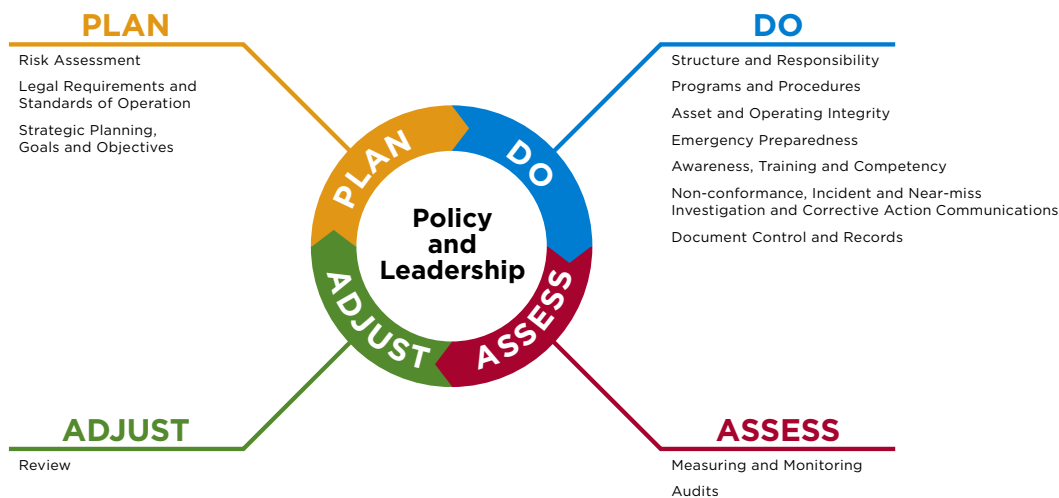 PLAN
Risk Assessment
Legal Requirements and
Standards of Operation
Strategic Planning,
Goals and Objectives
DO
Structure and Responsibility
Programs and Procedures
Asset and Operating Integrity
Emergency Preparedness
Awareness, Training and Competency
Non-conformance, Incident and Near-miss
Investigation and Corrective Action Communications
Document Control and Records
PLAN
DO
Policy
and
Leadership
ADJUST
ASSESS
ADJUST
Review
ASSESS
Measuring and Monitoring
Audits